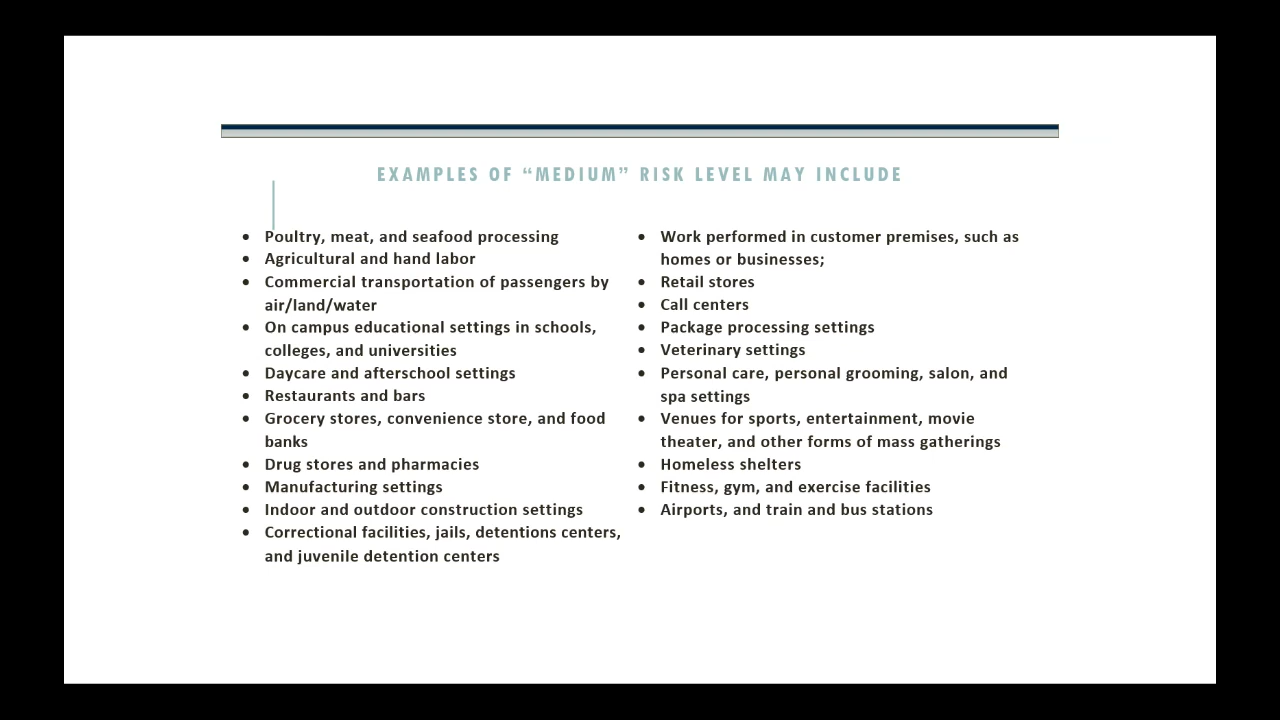 EXAMPLES OF “MEDIUM” RISK LEVEL MAY INCLUDE
• Poultry, meat, and seafood processing
• Agricultural and hand labor
• Commercial transportation of passengers by
air/land/water
• On campus educational settings in schools,
colleges, and universities
• Daycare and afterschool settings
• Restaurants and bars
• Grocery stores, convenience store, and food
banks
• Drug stores and pharmacies
• Manufacturing settings
• Indoor and outdoor construction settings
• Correctional facilities, jails, detentions centers,
and juvenile detention centers
• Work performed in customer premises, such as
homes or businesses;
• Retail stores
• Call centers
• Package processing settings
• Veterinary settings
• Personal care, personal grooming, salon, and
spa settings
• Venues for sports, entertainment, movie
theater, and other forms of mass gatherings
• Homeless shelters
• Fitness, gym, and exercise facilities
• Airports, and train and bus stations